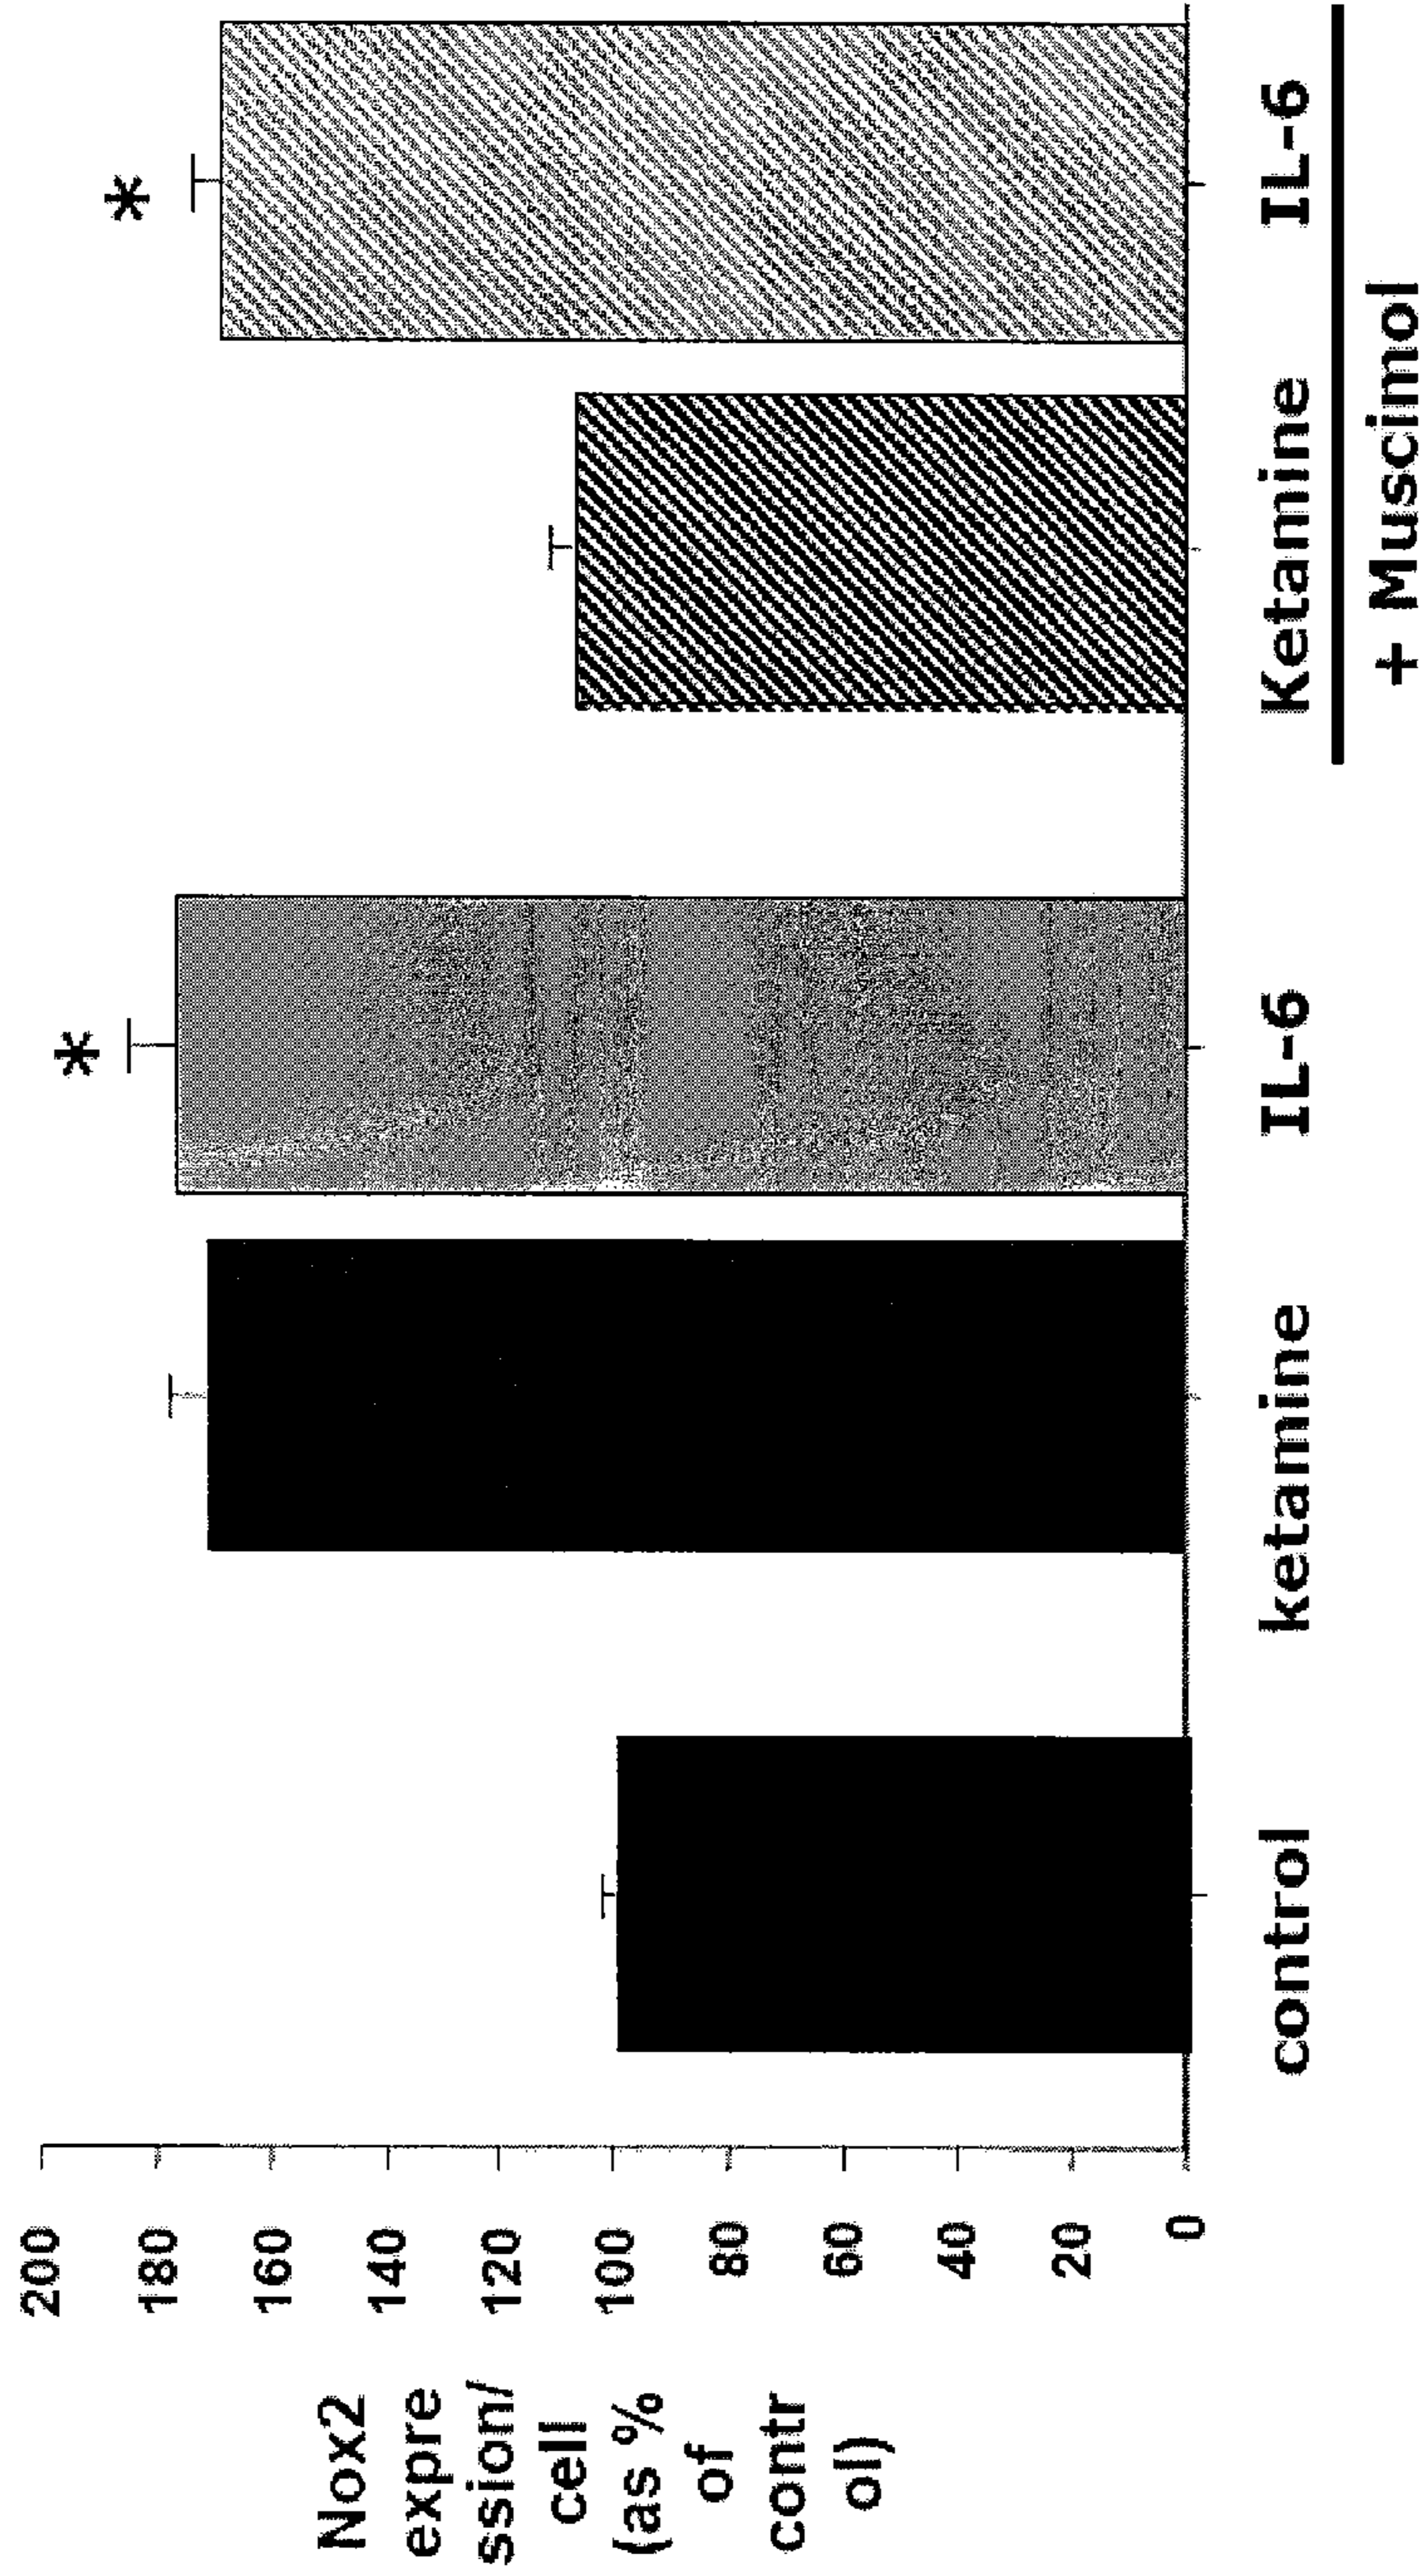 Nox2
expre
ssion/
cell
(as %
of
contr
ol)
200
180
160
140
120
100
80
60
40
20
0
*
*
control
ketamine
IL-6
Ketamine
IL-6
+ Muscimol